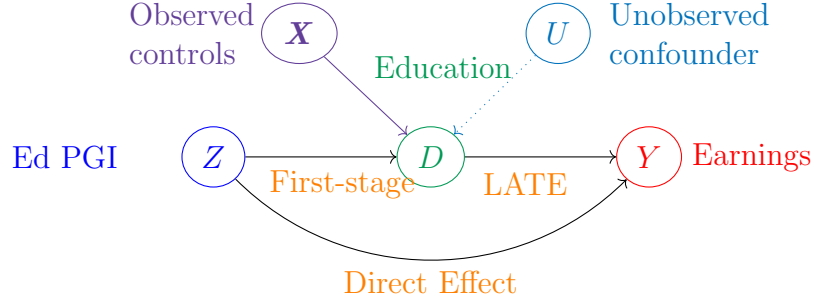 Observed
controls
X
U
Unobserved
confounder
Education
Ed PGI
Z
D
Y
Earnings
First-stage
LATE
Direct Effect